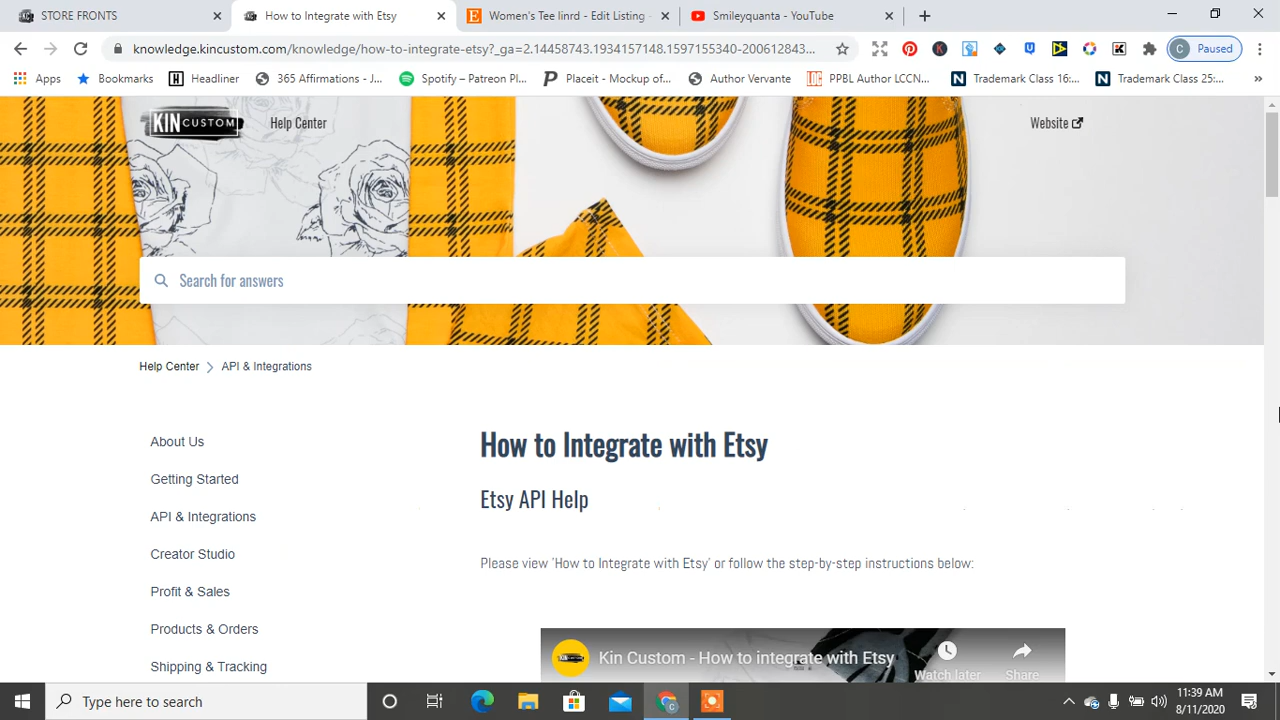 STORE FRONTS
How to Integrate with Etsy
Women's Tee linrd - Edit Listing -
Smileyquanta - YouTube
knowledge.kincustom.com/knowledge/how-to-integrate-etsy?_ga=2.14458743.1934157148.1597155340-200612843...
C Paused
Apps
Bookmarks
Headliner
365 Affirmations - J...
Spotify – Patreon Pl...
Placeit - Mockup of...
Author Vervante
PPBL Author LCCN...
Trademark Class 16:...
Trademark Class 25:...
KIN CUSTOM
Help Center
Website
Search for answers
Help Center
API & Integrations
About Us
Getting Started
API & Integrations
Creator Studio
Profit & Sales
Products & Orders
Shipping & Tracking
How to Integrate with Etsy
Etsy API Help
Please view 'How to Integrate with Etsy' or follow the step-by-step instructions below:
Kin Custom - How to integrate with Etsy
Watch later
Share
Type here to search
11:39 AM
8/11/2020